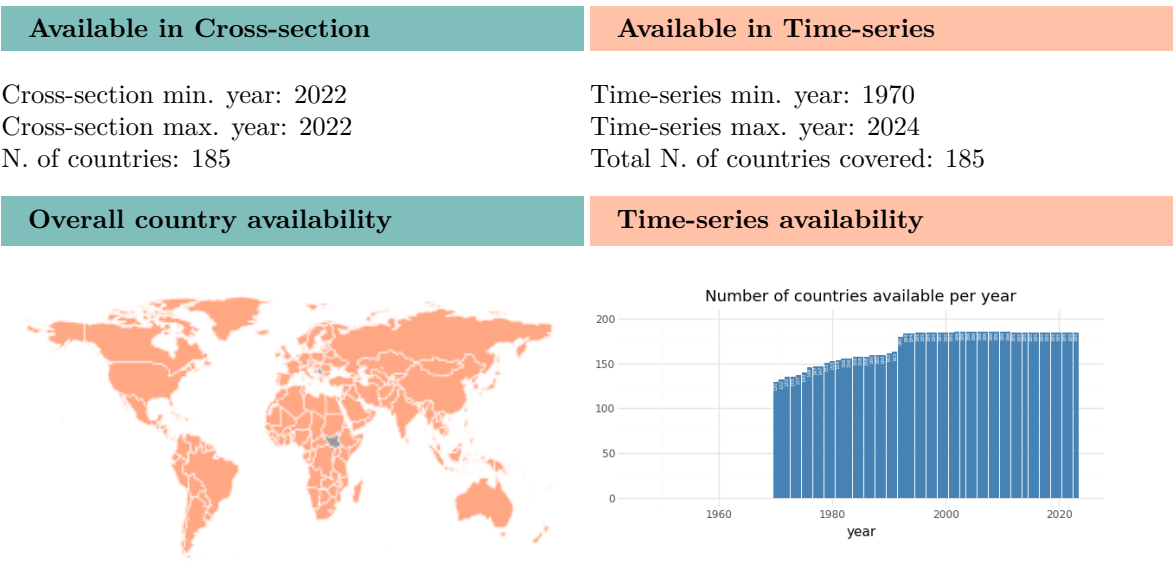 Available in Cross-section
Available in Time-series
Cross-section min. year: 2022
Cross-section max. year: 2022
N. of countries: 185
Time-series min. year: 1970
Time-series max. year: 2024
Total N. of countries covered: 185
Overall country availability
Time-series availability
Number of countries available per year
200
150
100
50
0
1960
1980
2000
2020
year